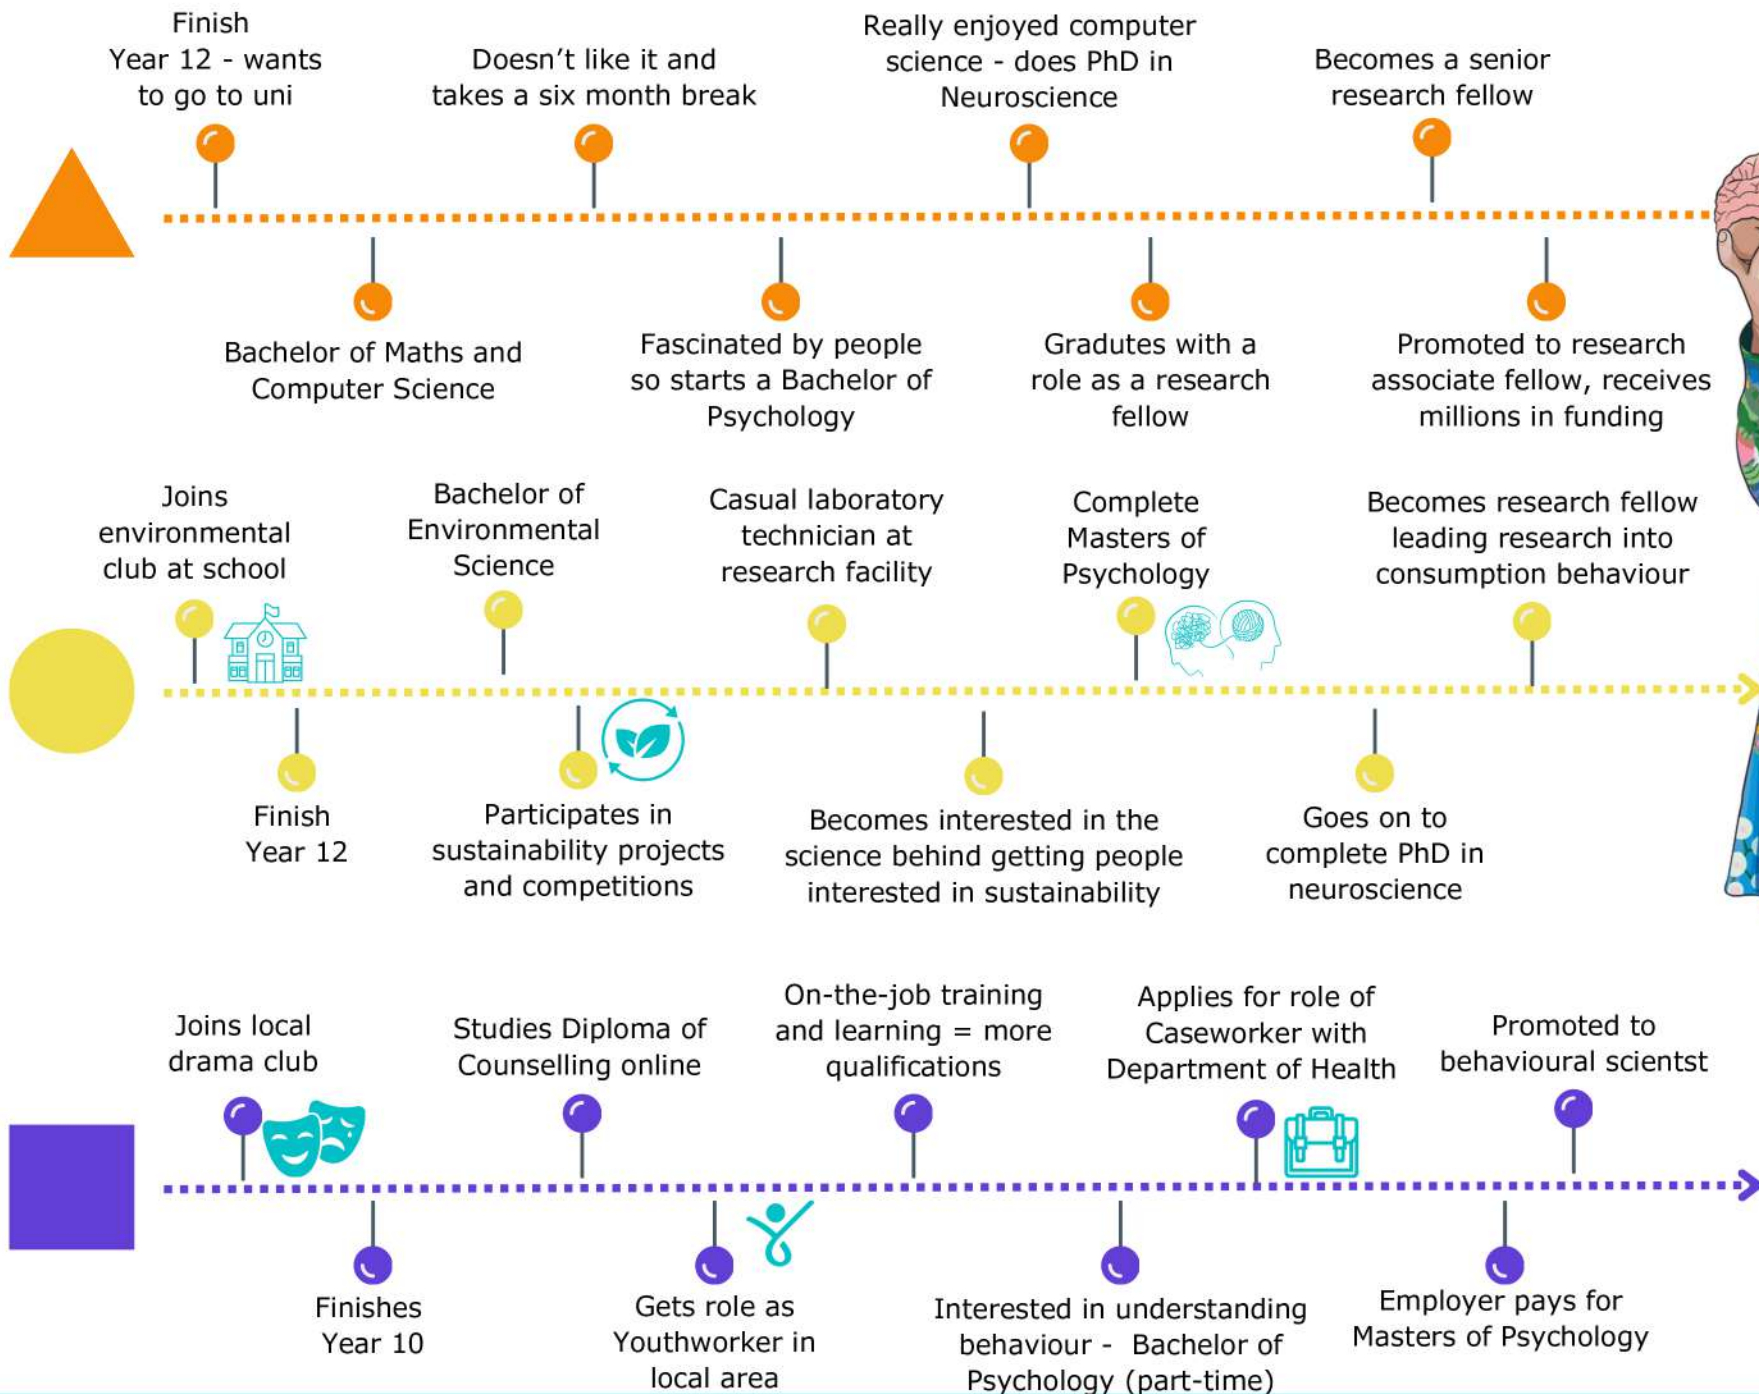 Finish
Year 12 - wants
to go to uni
Doesn't like it and
takes a six month break
Really enjoyed computer
science - does PhD in
Neuroscience
Becomes a senior
research fellow
Bachelor of Maths and
Computer Science
Fascinated by people
so starts a Bachelor of
Psychology
Gradutes with a
role as a research
fellow
Promoted to research
associate fellow, receives
millions in funding
Joins
environmental
club at school
Bachelor of
Environmental
Science
Casual laboratory
technician at
research facility
Complete
Masters of
Psychology
Becomes research fellow
leading research into
consumption behaviour
Finish
Year 12
Participates in
sustainability projects
and competitions
Becomes interested in the
science behind getting people
interested in sustainability
Goes on to
complete PhD in
neuroscience
Joins local
drama club
Studies Diploma of
Counselling online
On-the-job training
and learning = more
qualifications
Applies for role of
Caseworker with
Department of Health
Promoted to
behavioural scientst
Finishes
Year 10
Gets role as
Youthworker in
local area
Interested in understanding
behaviour - Bachelor of
Psychology (part-time)
Employer pays for
Masters of Psychology